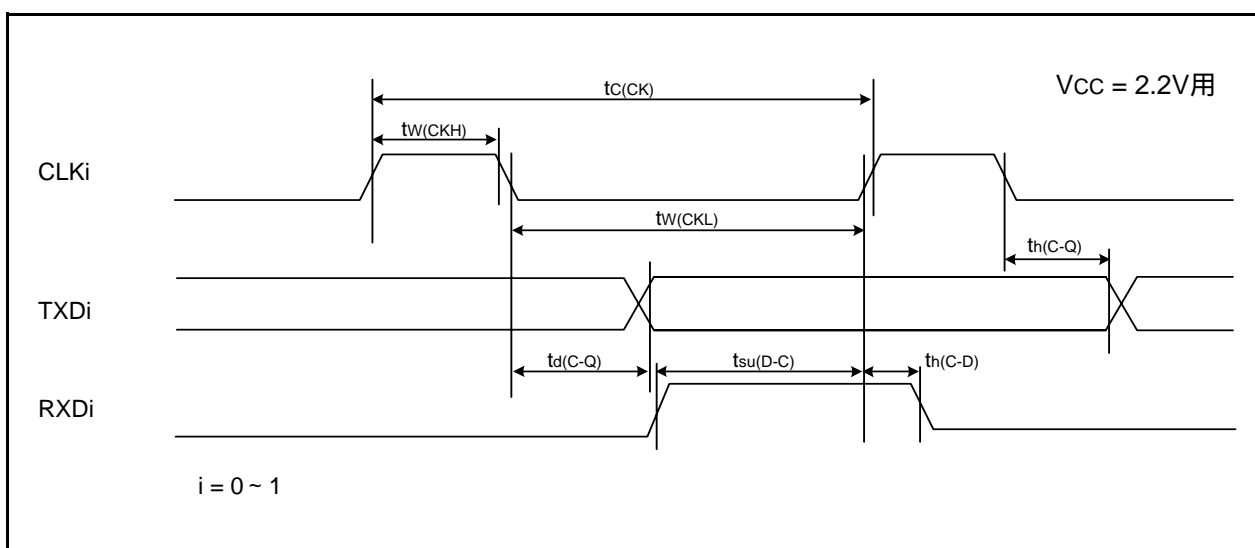 tC(CK)
VCC = 2.2V用
tW(CKH)
CLKi
tW(CKL)
th(C-Q)
TXDi
td(C-Q)
tsu(D-C)
th(C-D)
RXDi
i = 0 ~ 1